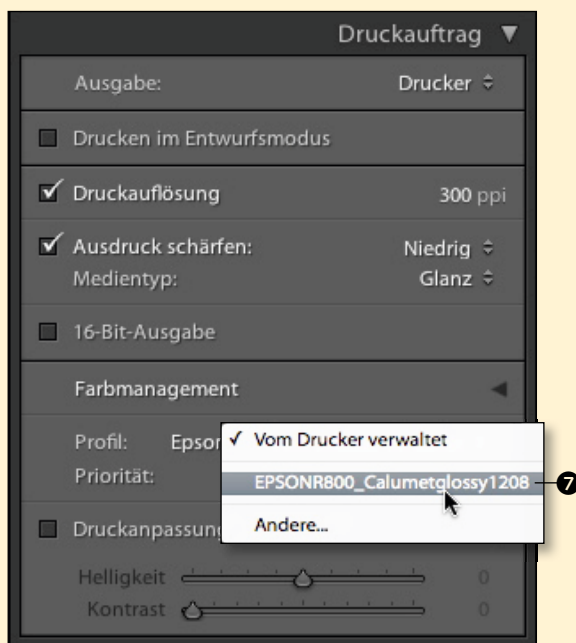 Druckauftrag
Ausgabe: Drucker
Drucken im Entwurfsmodus
Druckauflösung 300 ppi
Ausdruck schärfen: Niedrig
Medientyp: Glanz
16-Bit-Ausgabe
Farbmanagement
Profil: Epson
✓ Vom Drucker verwaltet
Priorität:
EPSONR800_Calumetglossy1208
7
Andere...
Druckanpassung
Helligkeit 0
Kontrast 0